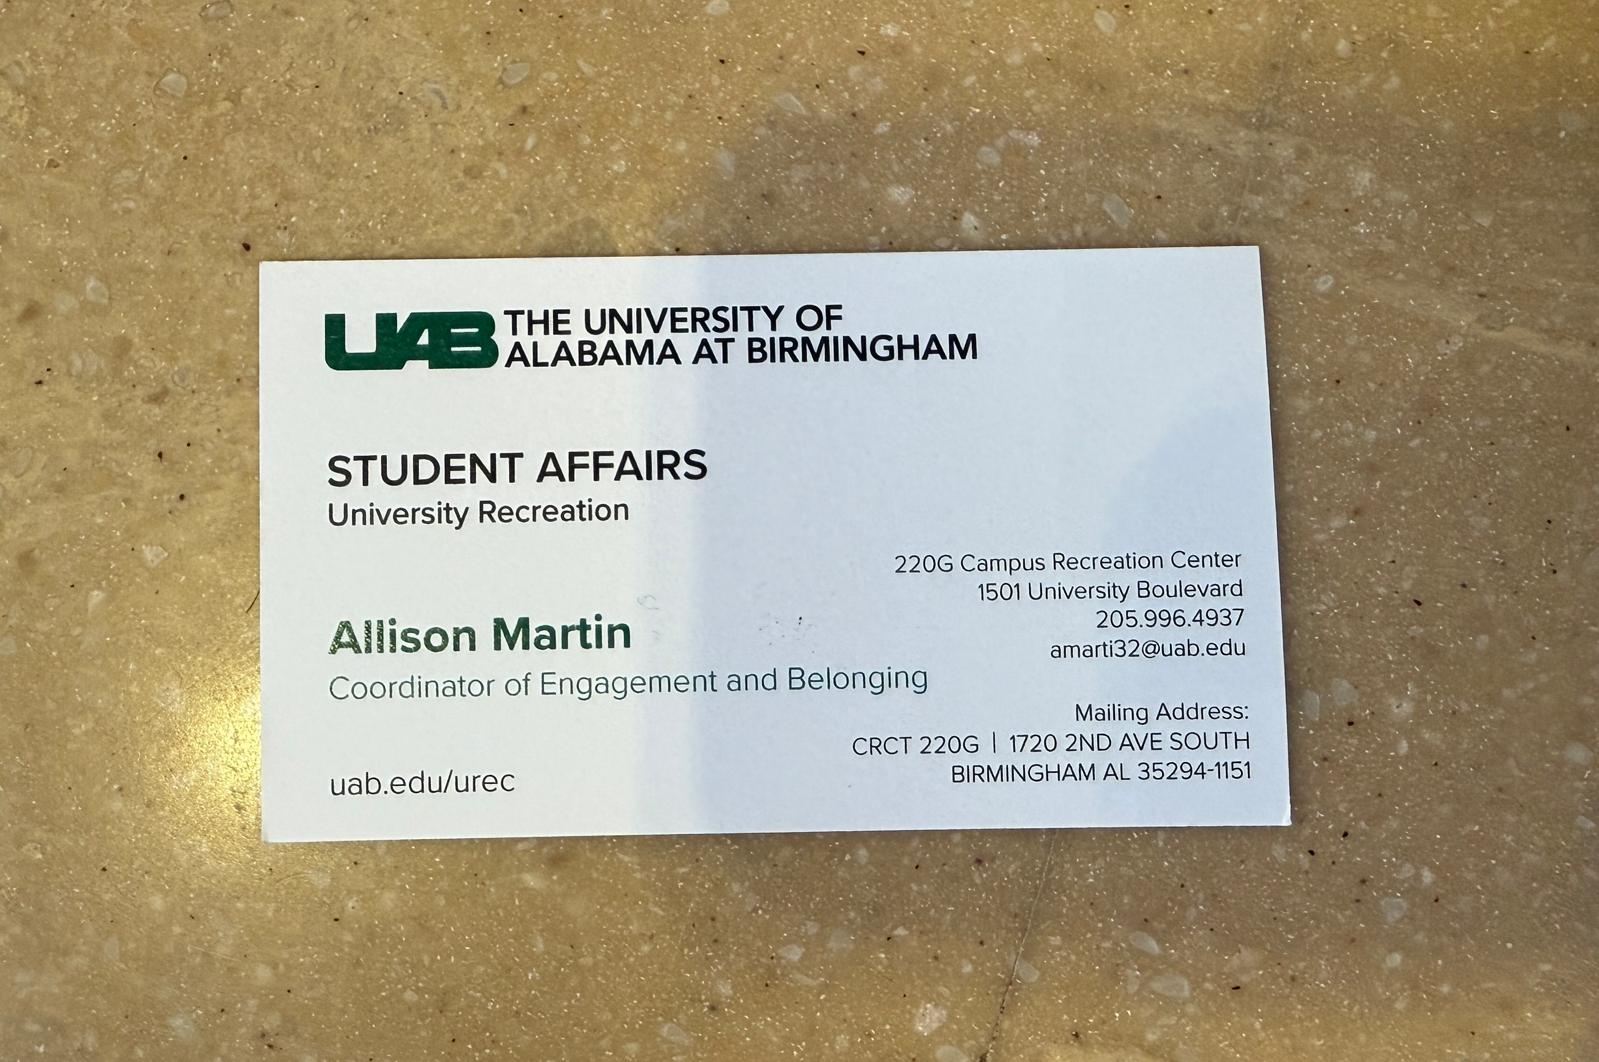 UAB THE UNIVERSITY OF
ALABAMA AT BIRMINGHAM
STUDENT AFFAIRS
University Recreation
Allison Martin
Coordinator of Engagement and Belonging
uab.edu/urec
220G Campus Recreation Center
1501 University Boulevard
205.996.4937
amarti32@uab.edu
Mailing Address:
CRCT 220G | 1720 2ND AVE SOUTH
BIRMINGHAM AL 35294-1151